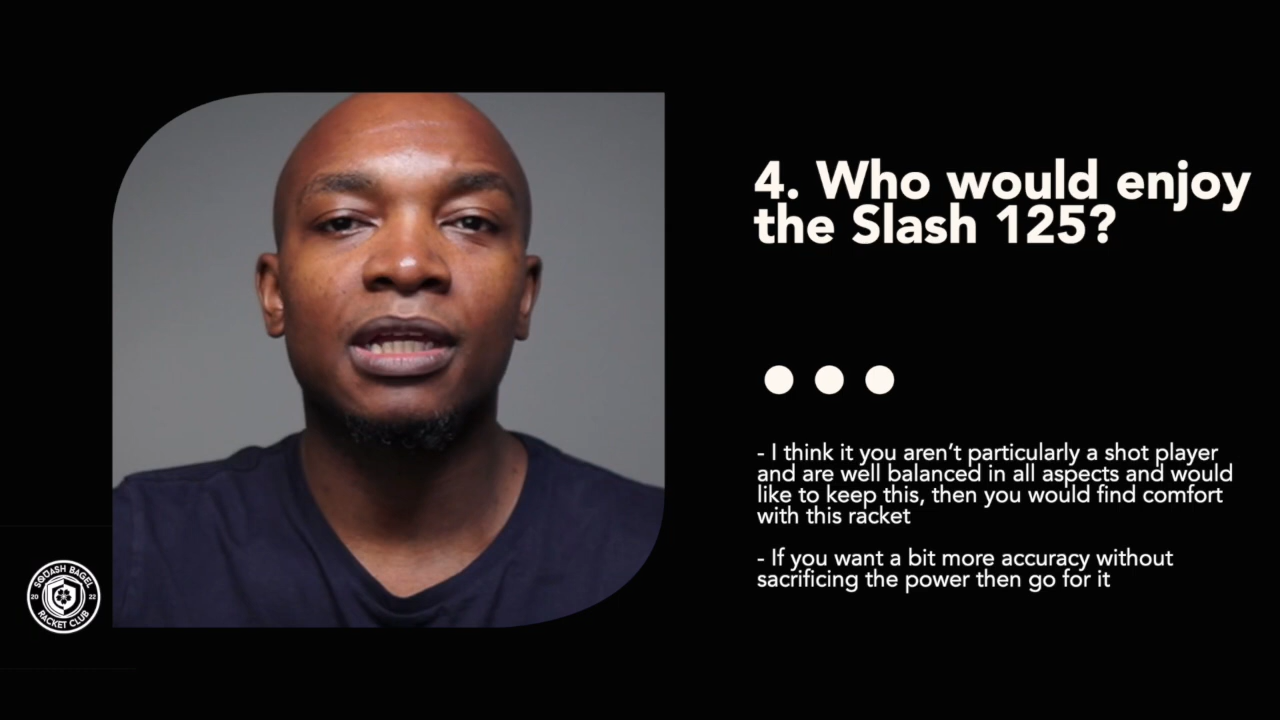 4. Who would enjoy
the Slash 125?
- I think it you aren’t particularly a shot player
and are well balanced in all aspects and would
like to keep this, then you would find comfort
with this racket
- If you want a bit more accuracy without
sacrificing the power then go for it
SQUASH BAGEL
20 22
RACKET CLUB